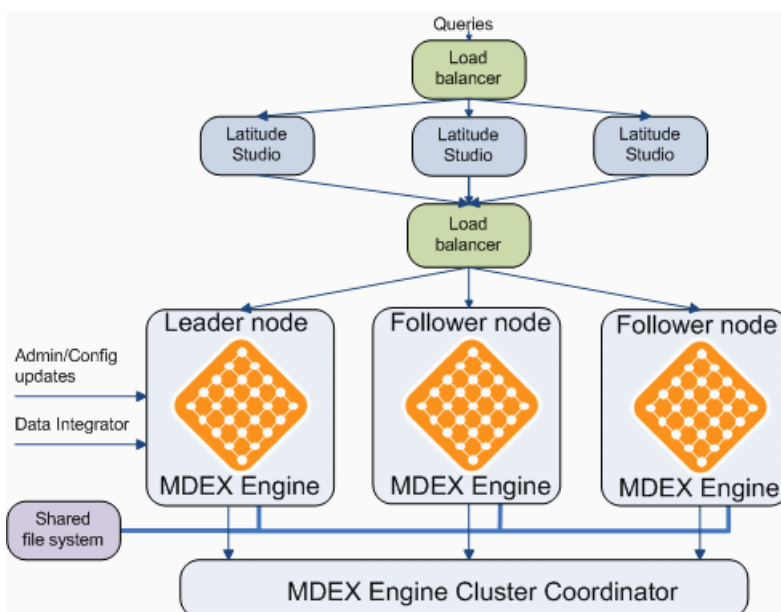 Queries
Load
balancer
Latitude
Studio
Latitude
Studio
Latitude
Studio
Load
balancer
Leader node
Follower node
Follower node
Admin/Config
updates
Data Integrator
MDEX Engine
MDEX Engine
MDEX Engine
Shared
file system
MDEX Engine Cluster Coordinator